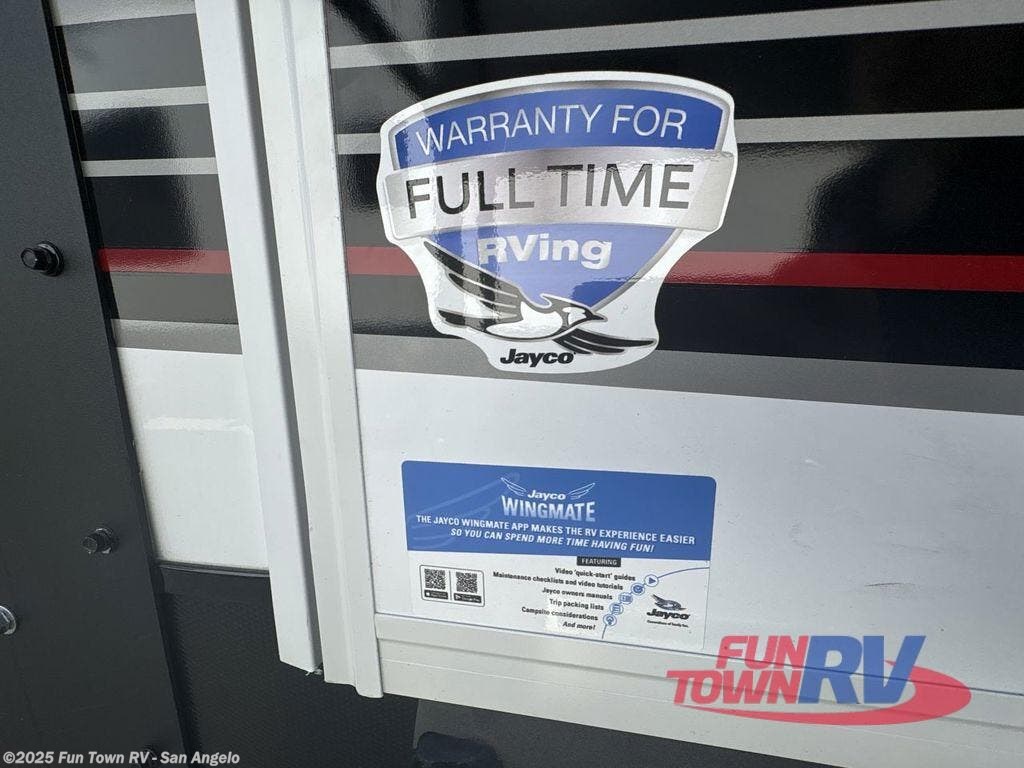 WARRANTY FOR
FULL TIME
RVing
Jayco
Jayco
WINGMATE
THE JAYCO WINGMATE APP MAKES THE RV EXPERIENCE EASIER
SO YOU CAN SPEND MORE TIME HAVING FUN!
FEATURING
Video 'quick-start' guides
Maintenance checklists and video tutorials
Jayco owners manuals
Trip packing lists
Campsite considerations
And more!
Jayco
FUN
TOWN RV
©2025 Fun Town RV - San Angelo